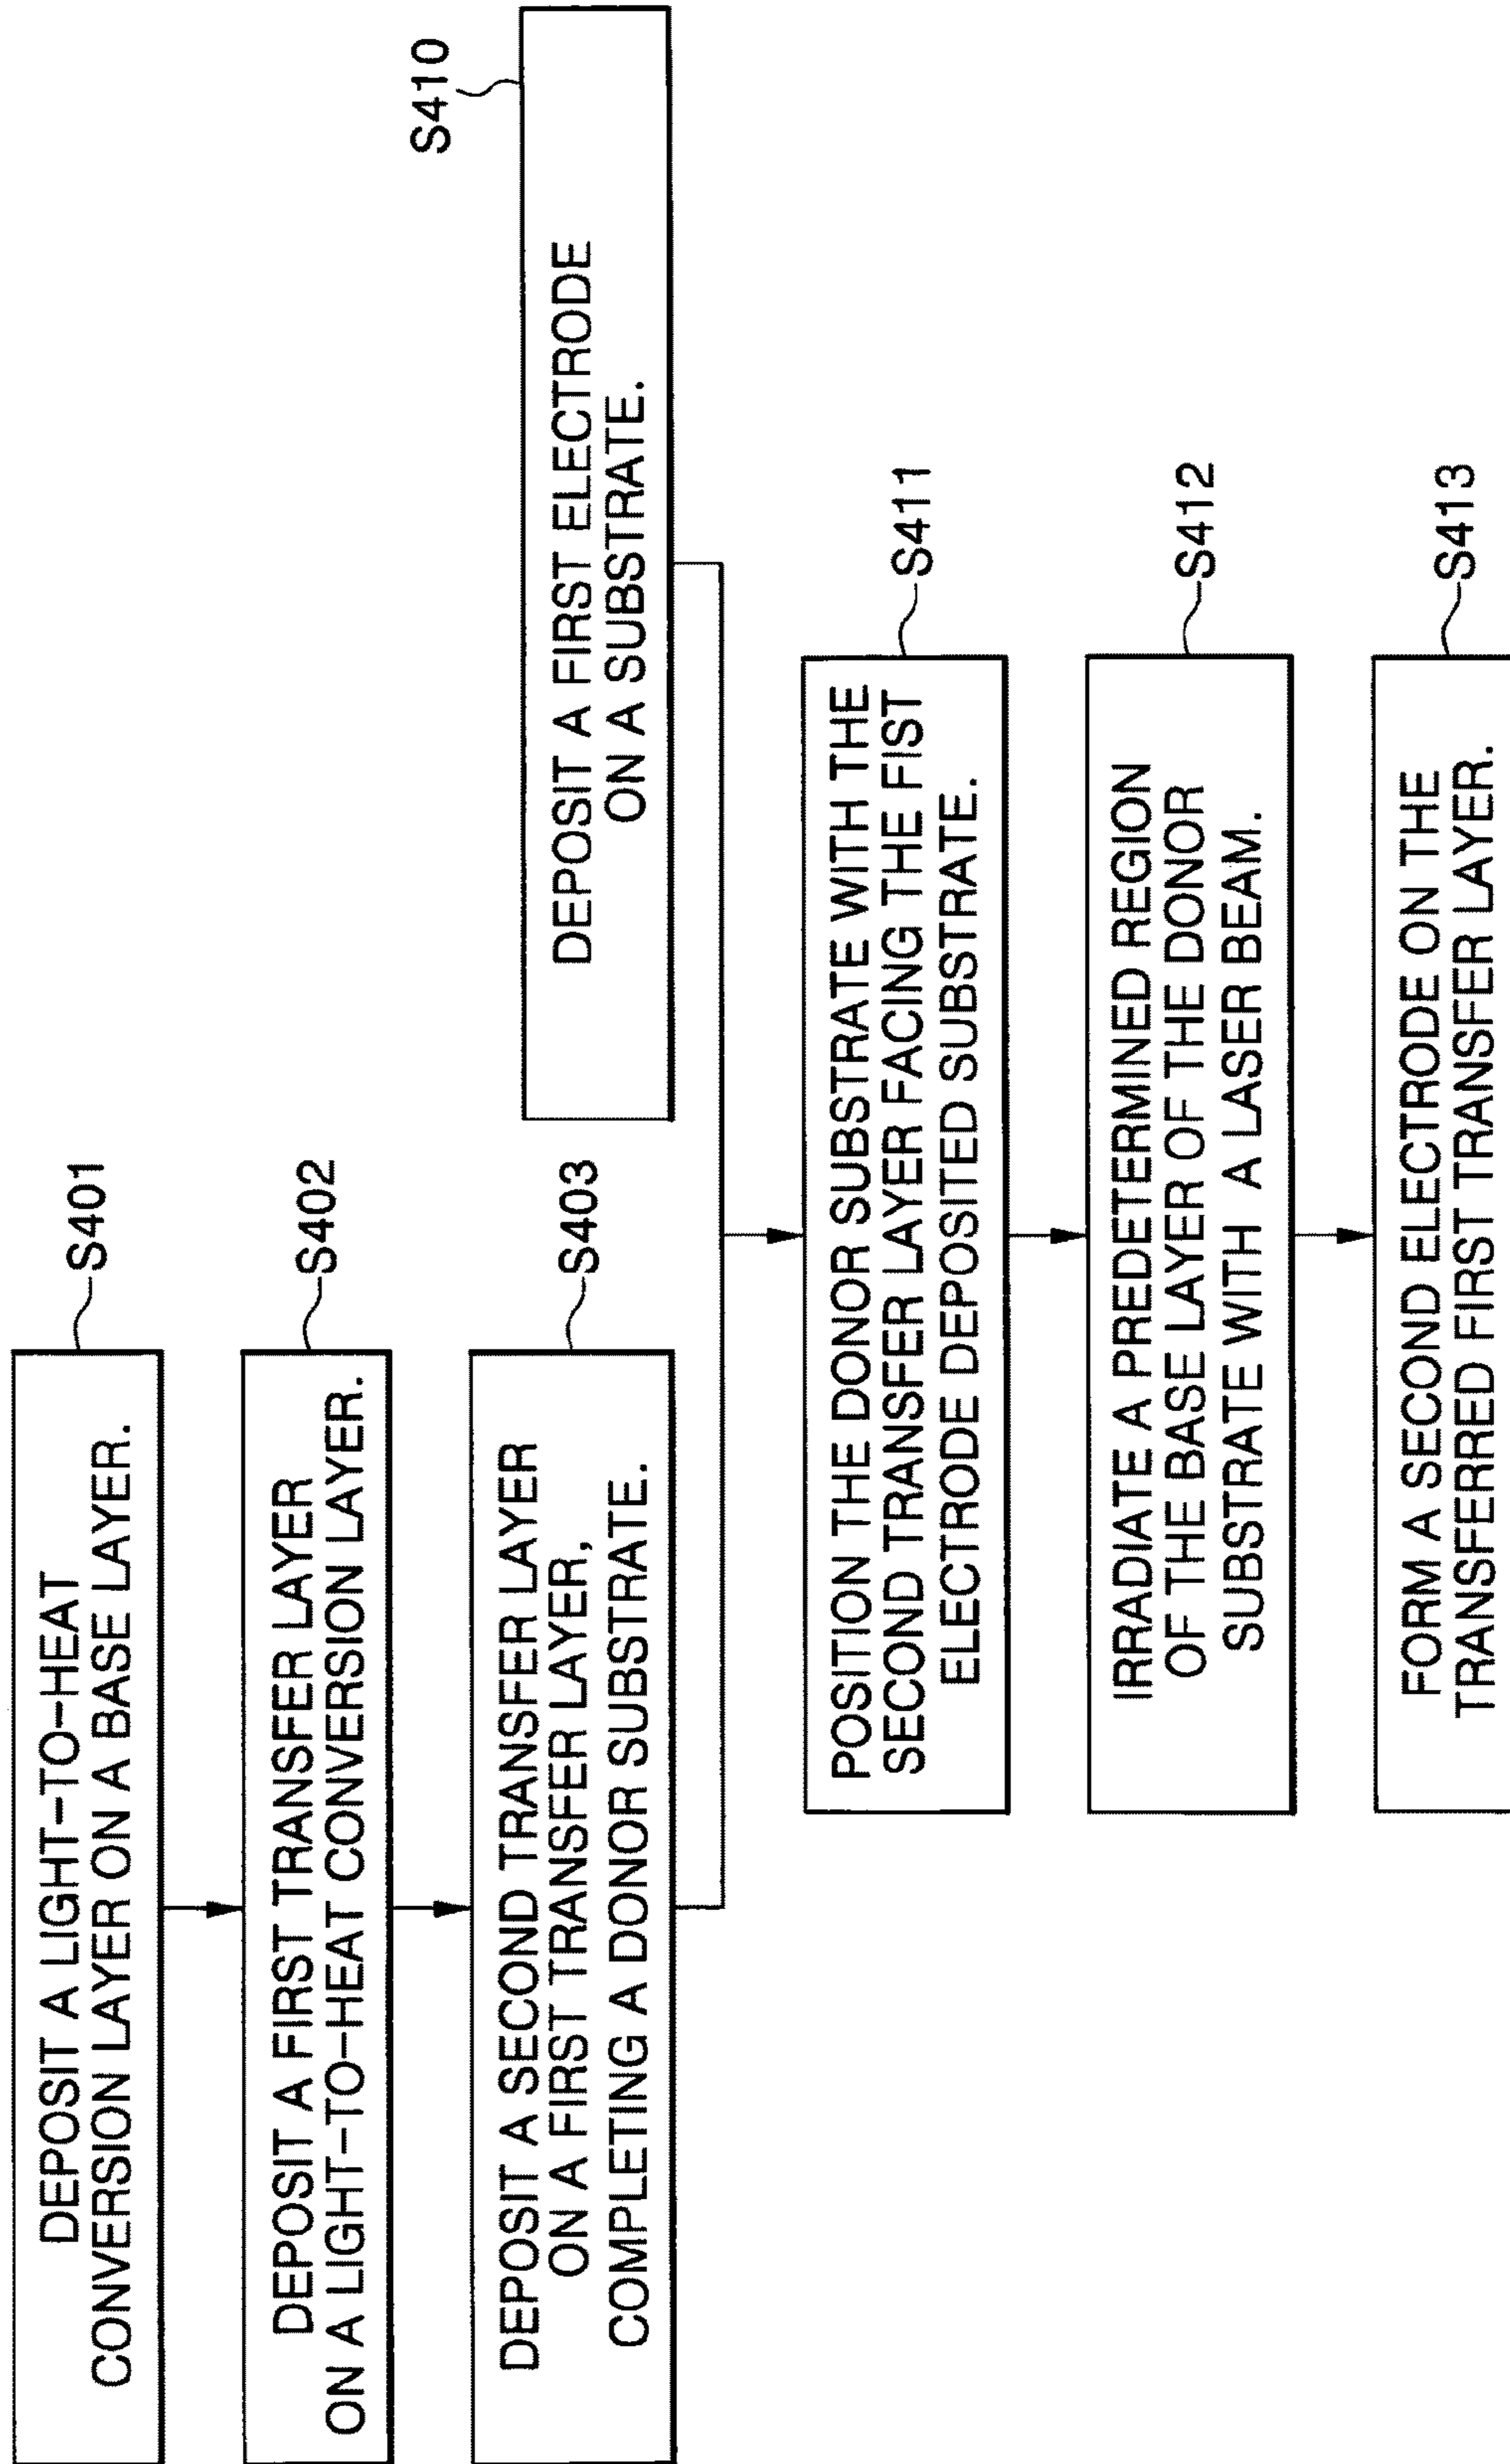 DEPOSIT A LIGHT-TO-HEAT
CONVERSION LAYER ON A BASE LAYER.
S401
DEPOSIT A FIRST TRANSFER LAYER
ON A LIGHT-TO-HEAT CONVERSION LAYER.
S402
DEPOSIT A SECOND TRANSFER LAYER
ON A FIRST TRANSFER LAYER,
COMPLETING A DONOR SUBSTRATE.
S403
DEPOSIT A FIRST ELECTRODE
ON A SUBSTRATE.
S410
POSITION THE DONOR SUBSTRATE WITH THE
SECOND TRANSFER LAYER FACING THE FIST
ELECTRODE DEPOSITED SUBSTRATE.
S411
IRRADIATE A PREDETERMINED REGION
OF THE BASE LAYER OF THE DONOR
SUBSTRATE WITH A LASER BEAM.
S412
FORM A SECOND ELECTRODE ON THE
TRANSFERRED FIRST TRANSFER LAYER.
S413